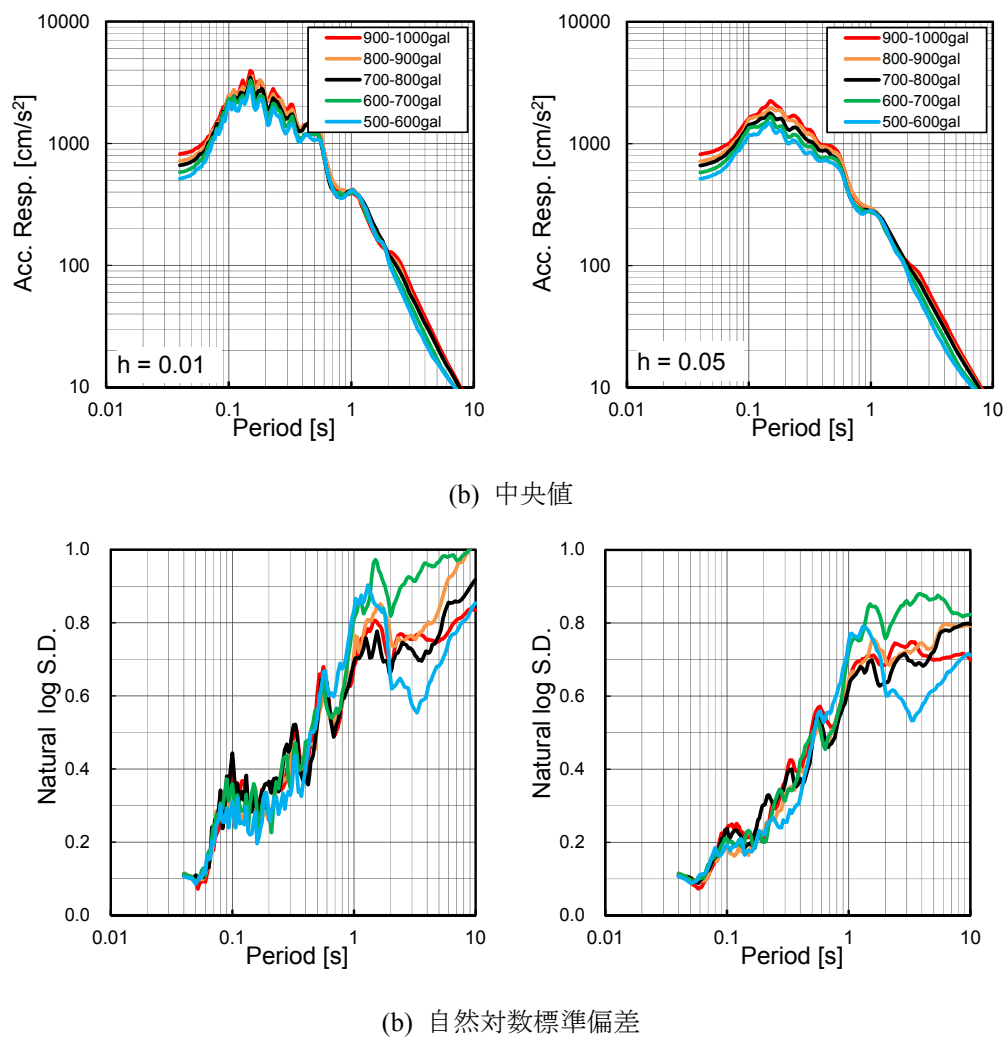 10000
1000
100
10
Acc. Resp. [cm/s²]
900-1000gal
800-900gal
700-800gal
600-700gal
500-600gal
h = 0.01
0.01
0.1
1
10
Period [s]
10000
1000
100
10
Acc. Resp. [cm/s²]
900-1000gal
800-900gal
700-800gal
600-700gal
500-600gal
h = 0.05
0.01
0.1
1
10
Period [s]
(b) 中央値
1.0
0.8
0.6
0.4
0.2
0.0
Natural log S.D.
0.01
0.1
1
10
Period [s]
1.0
0.8
0.6
0.4
0.2
0.0
Natural log S.D.
0.01
0.1
1
10
Period [s]
(b) 自然対数標準偏差